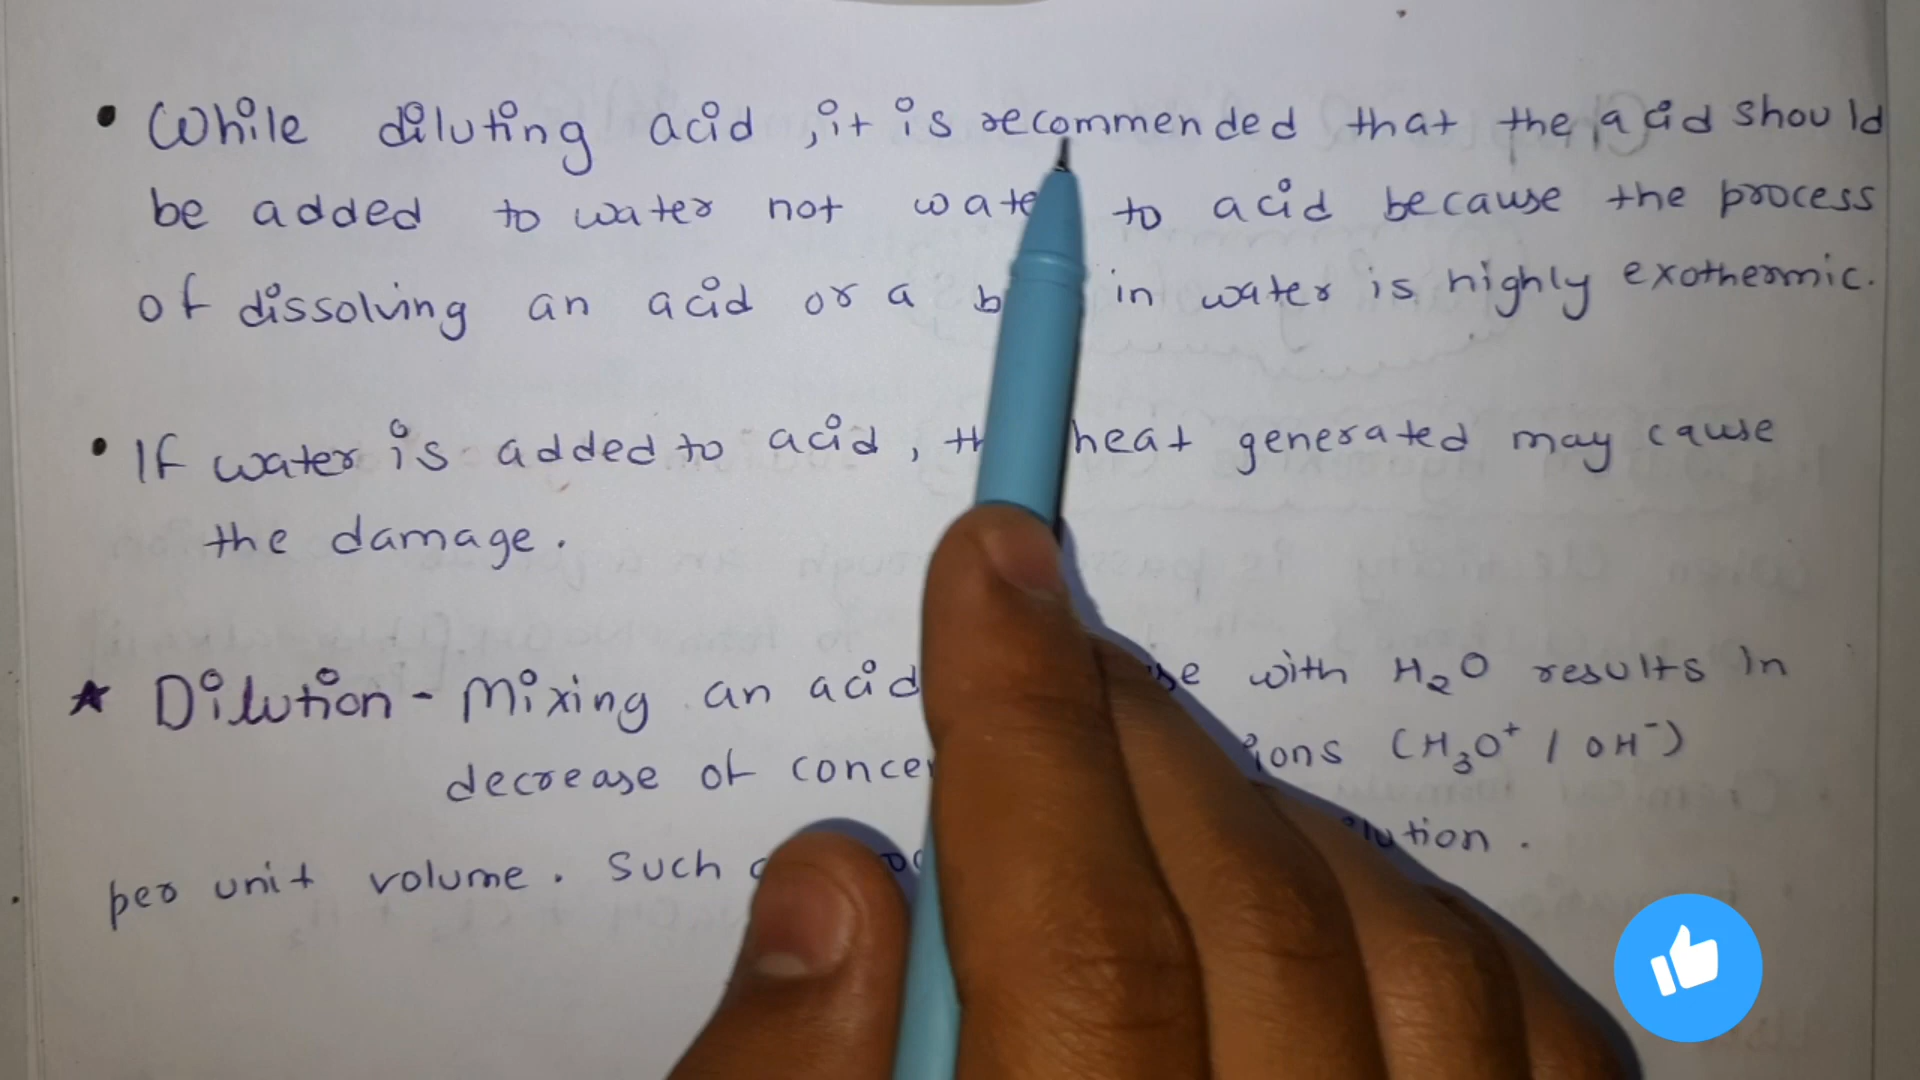 • While diluting acid, it is recommended that the acid should
be added to water not water to acid because the process
of dissolving an acid or a in water is highly exothermic.
• If water is added to acid, heat generated may cause
the damage.
★ Dilution - Mixing an acid with H₂O results in
decrease of ions (H₃O⁺ / OH⁻)
per unit volume. Such